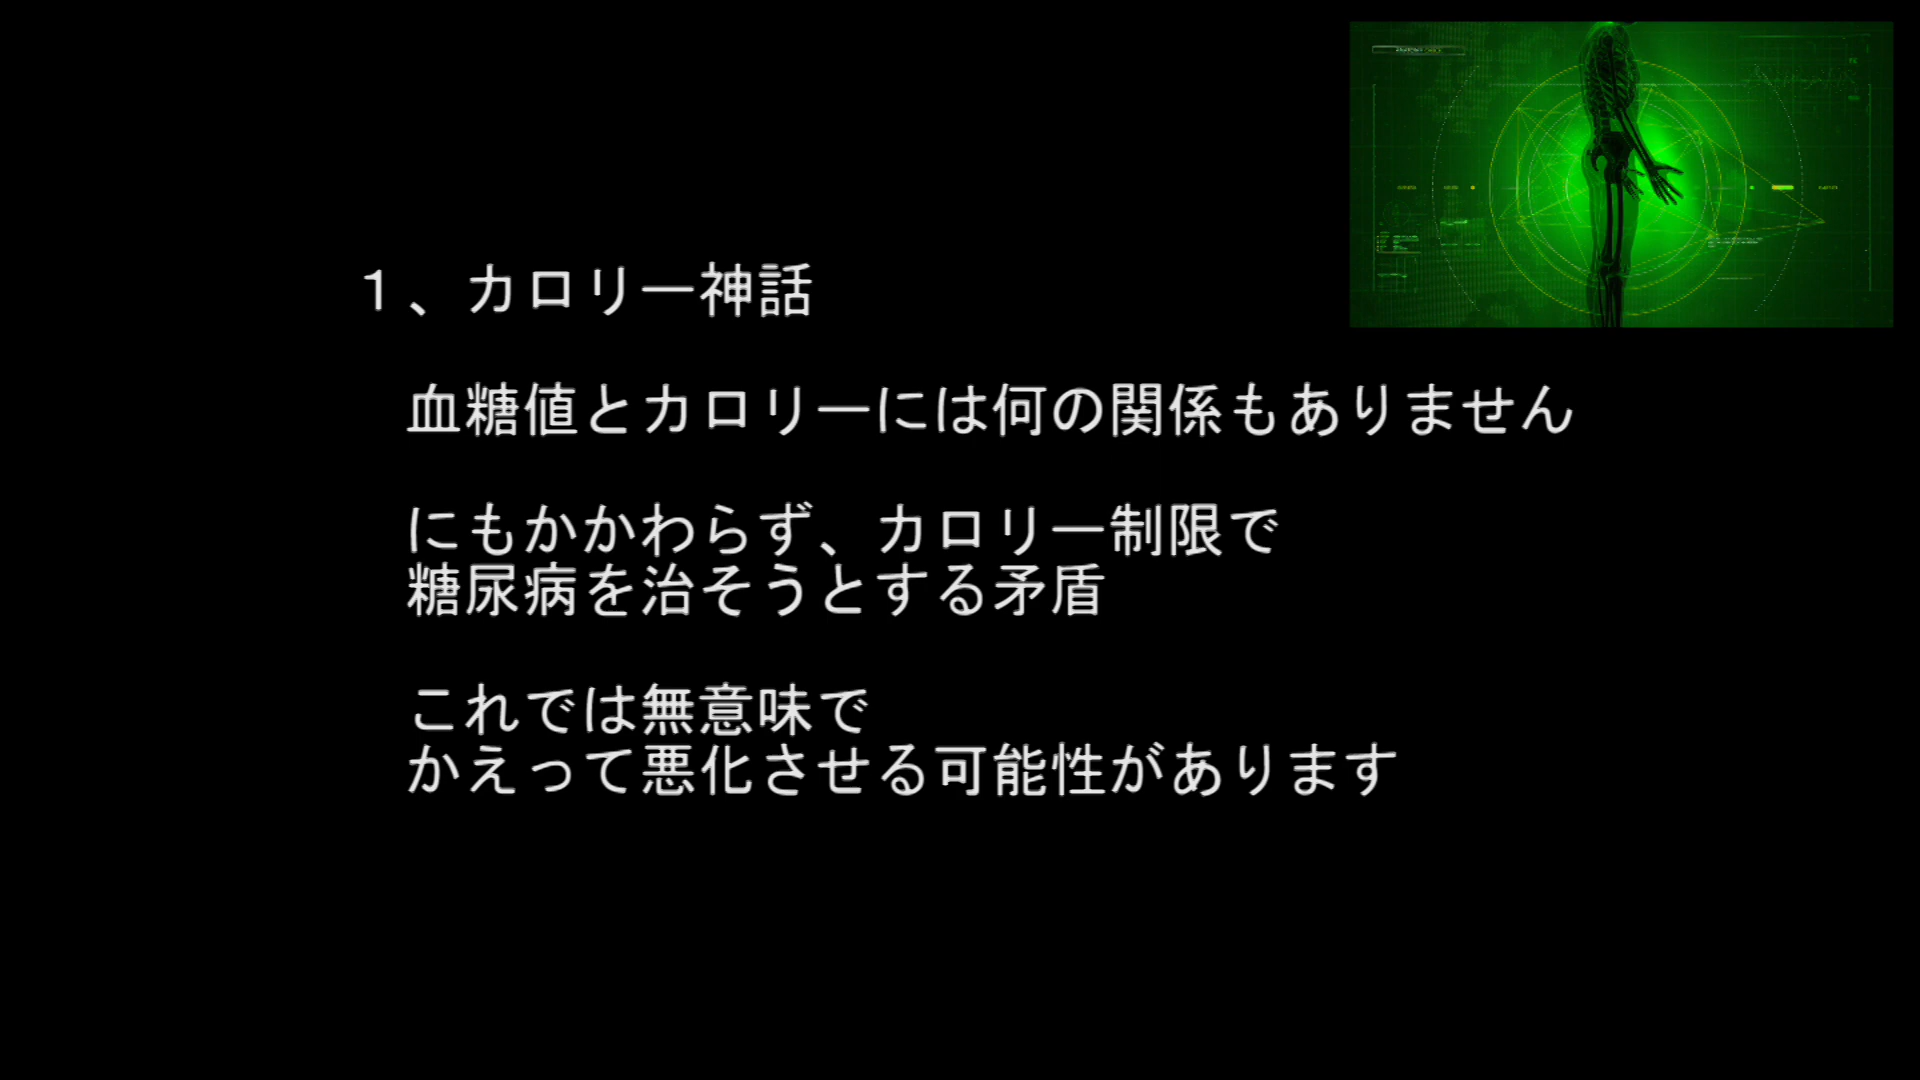 １、カロリー神話
血糖値とカロリーには何の関係もありません
にもかかわらず、カロリー制限で
糖尿病を治そうとする矛盾
これでは無意味で
かえって悪化させる可能性があります